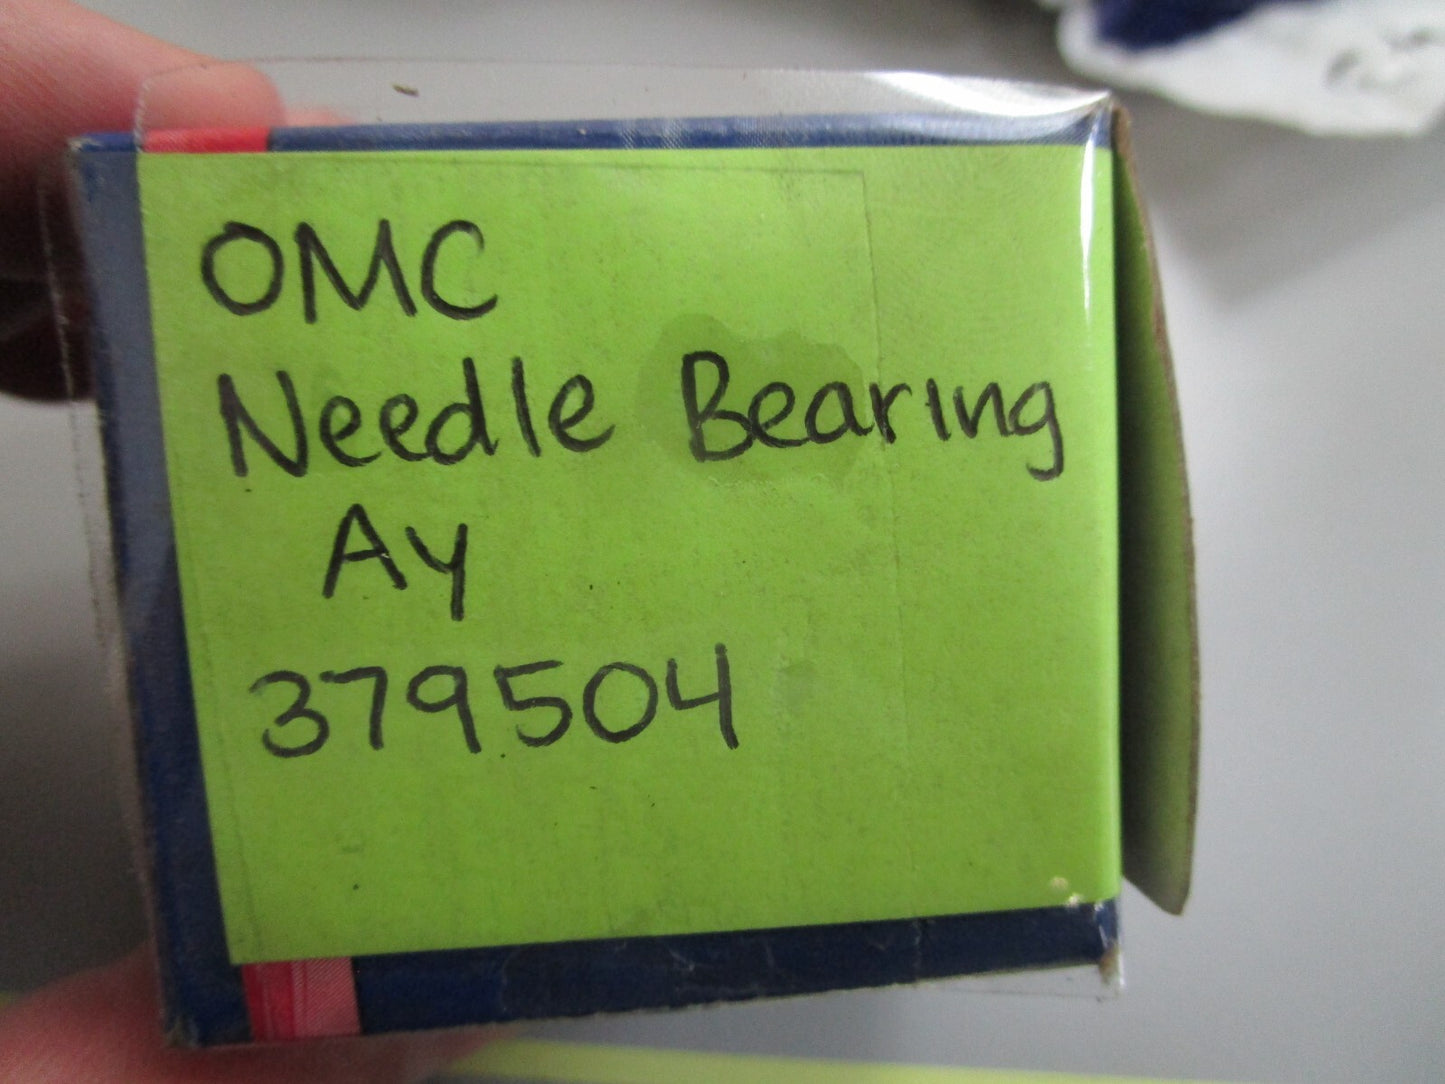 OMC
Needle Bearing
Ay
379504